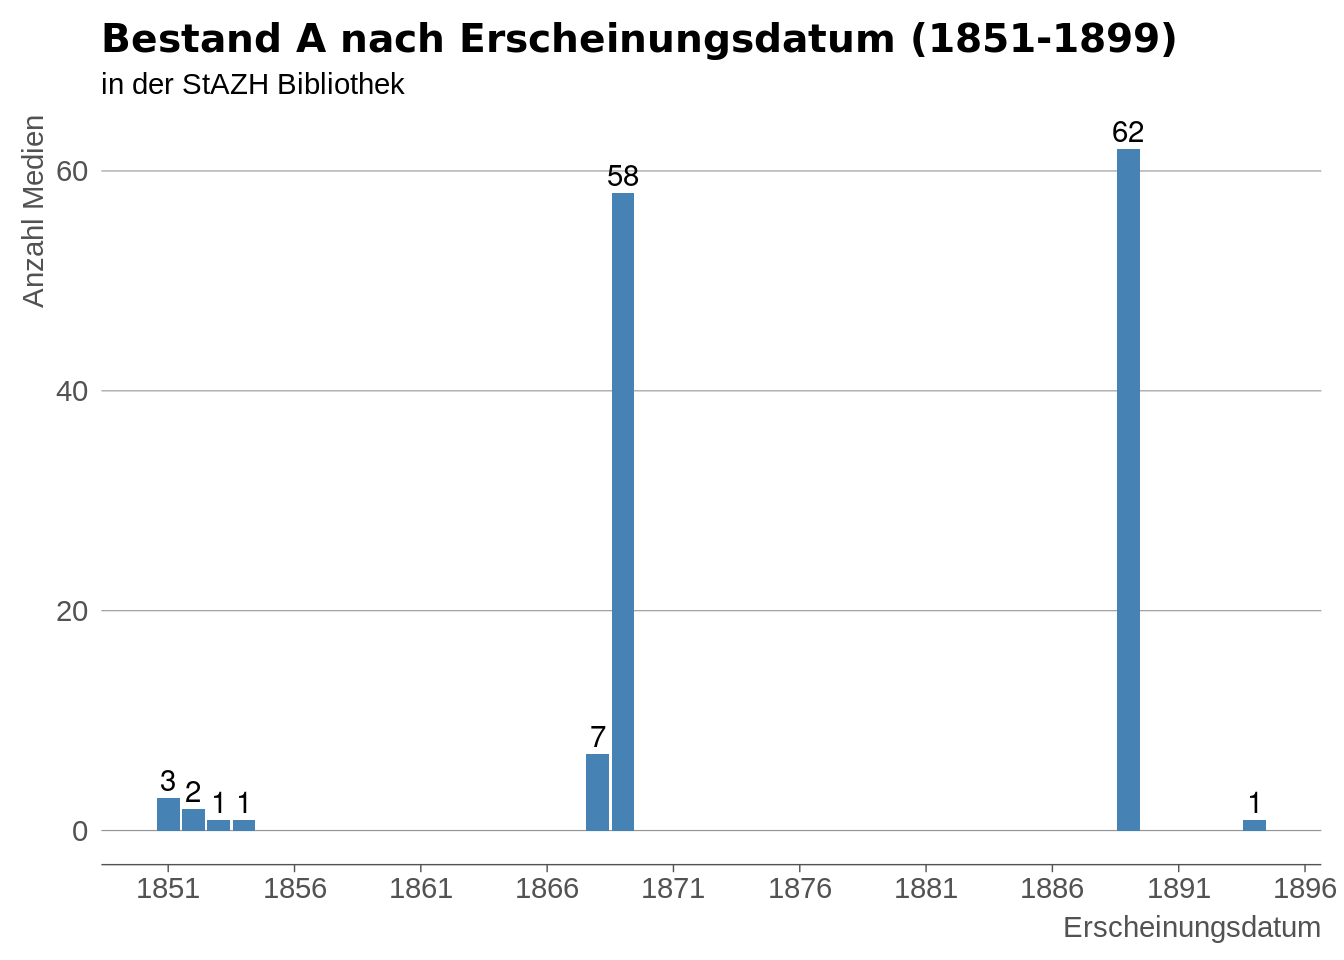 Bestand A nach Erscheinungsdatum (1851-1899)
in der StAZH Bibliothek
Anzahl Medien
60
40
20
0
3
2
1
1
7
58
62
1
1851 1856 1861 1866 1871 1876 1881 1886 1891 1896
Erscheinungsdatum